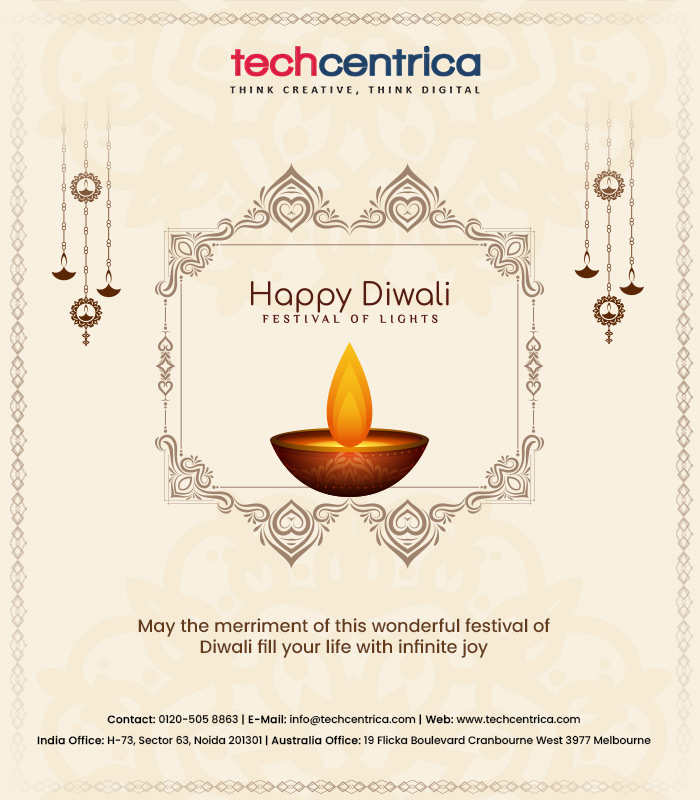 techcentrica
THINK CREATIVE, THINK DIGITAL
Happy Diwali
FESTIVAL OF LIGHTS
May the merriment of this wonderful festival of
Diwali fill your life with infinite joy
Contact: 0120-505 8863 | E-Mail: info@techcentrica.com | Web: www.techcentrica.com
India Office: H-73, Sector 63, Noida 201301 | Australia Office: 19 Flicka Boulevard Cranbourne West 3977 Melbourne